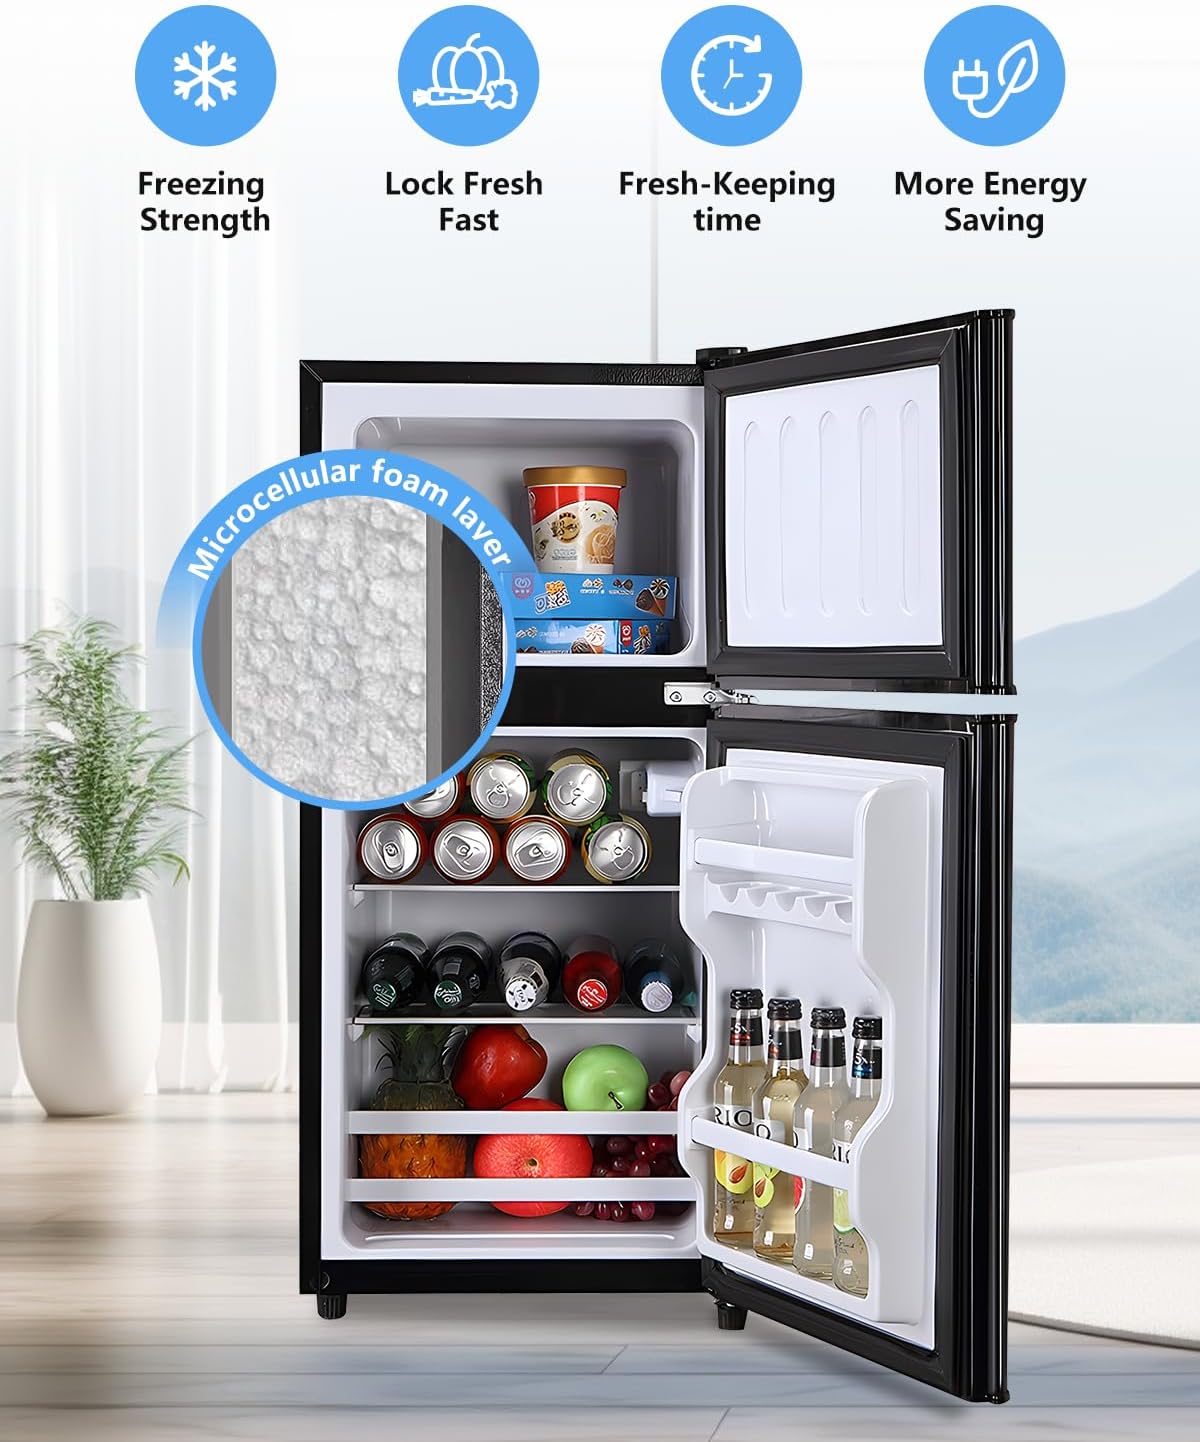 Freezing
Strength
Lock Fresh
Fast
Fresh-Keeping
time
More Energy
Saving
Microcellular foam layer